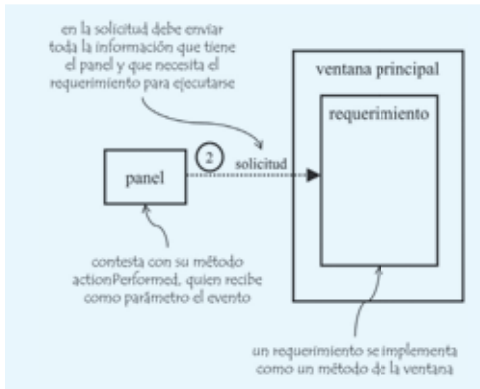 en la solicitud debe enviar
toda la información que tiene
el panel y que necesita el
requerimiento para ejecutarse
ventana principal
requerimiento
2
solicitud
panel
contesta con su método
actionPerformed, quien recibe
como parámetro el evento
un requerimiento se implementa
como un método de la ventana